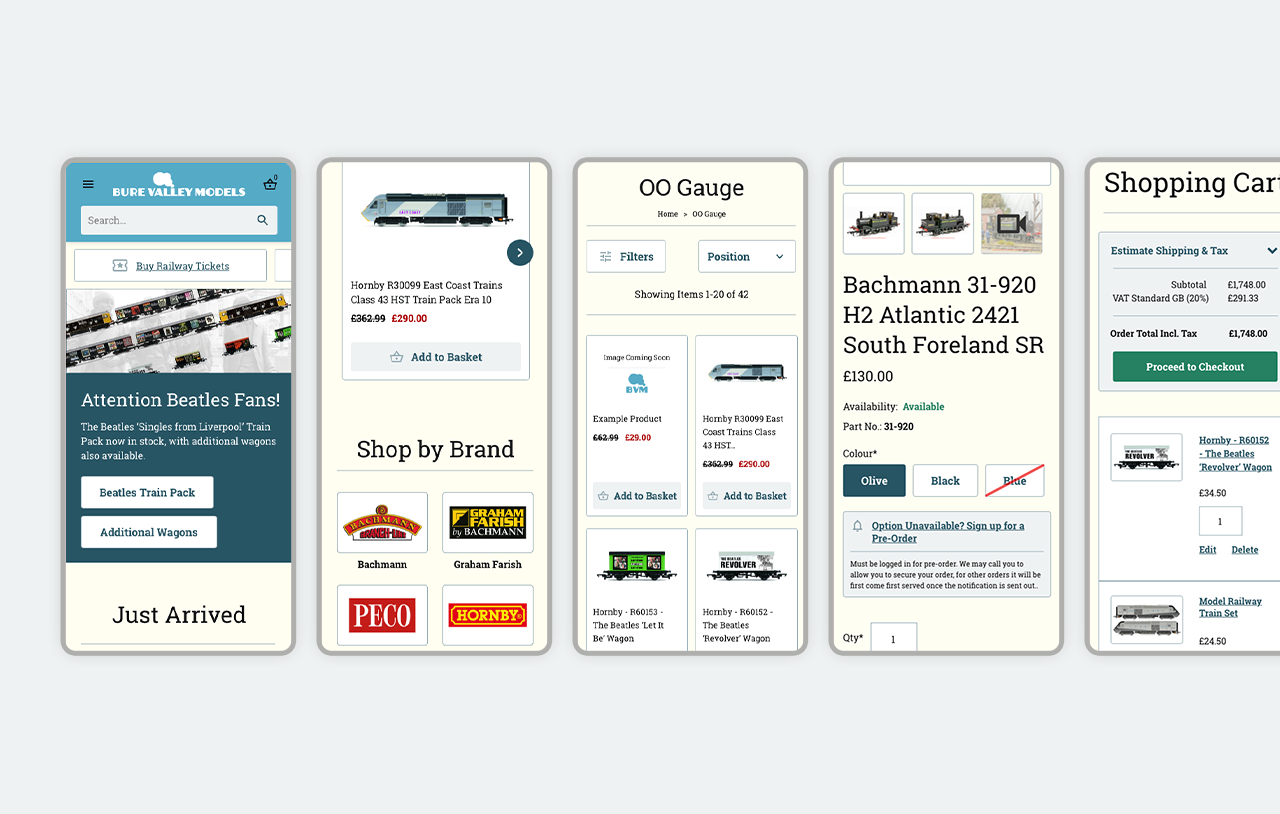 0
BURE VALLEY MODELS
Search...
Buy Railway Tickets
Attention Beatles Fans!
The Beatles ‘Singles from Liverpool’ Train
Pack now in stock, with additional wagons
also available.
Beatles Train Pack
Additional Wagons
Just Arrived
Hornby R30099 East Coast Trains
Class 43 HST Train Pack Era 10
£362.99 £290.00
Add to Basket
Shop by Brand
BACHMANN
BRANCH-LINE
GRAHAM
FARISH
by BACHMANN
Bachmann
Graham Farish
PECO
HORNBY
OO Gauge
Home > OO Gauge
Filters
Position
Showing Items 1-20 of 42
Image Coming Soon
BVM
Example Product
£62.99 £29.00
Add to Basket
Hornby R30099 East
Coast Trains Class
43 HST...
£362.99 £290.00
Add to Basket
Hornby - R60153 -
The Beatles ‘Let It
Be’ Wagon
THE BEATLES
REVOLVER
Hornby - R60152 -
The Beatles
‘Revolver’ Wagon
Bachmann 31-920
H2 Atlantic 2421
South Foreland SR
£130.00
Availability: Available
Part No.: 31-920
Colour*
Olive
Black
Blue
Option Unavailable? Sign up for a
Pre-Order
Must be logged in for pre-order. We may call you to
allow you to secure your order, for other orders it will be
first come first served once the notification is sent out..
Qty*
1
Shopping Cart
Estimate Shipping & Tax
Subtotal £1,748.00
VAT Standard GB (20%) £291.33
Order Total Incl. Tax £1,748.00
Proceed to Checkout
THE BEATLES
REVOLVER
Hornby - R60152
- The Beatles
‘Revolver’ Wagon
£34.50
1
Edit Delete
Model Railway
Train Set
£24.50